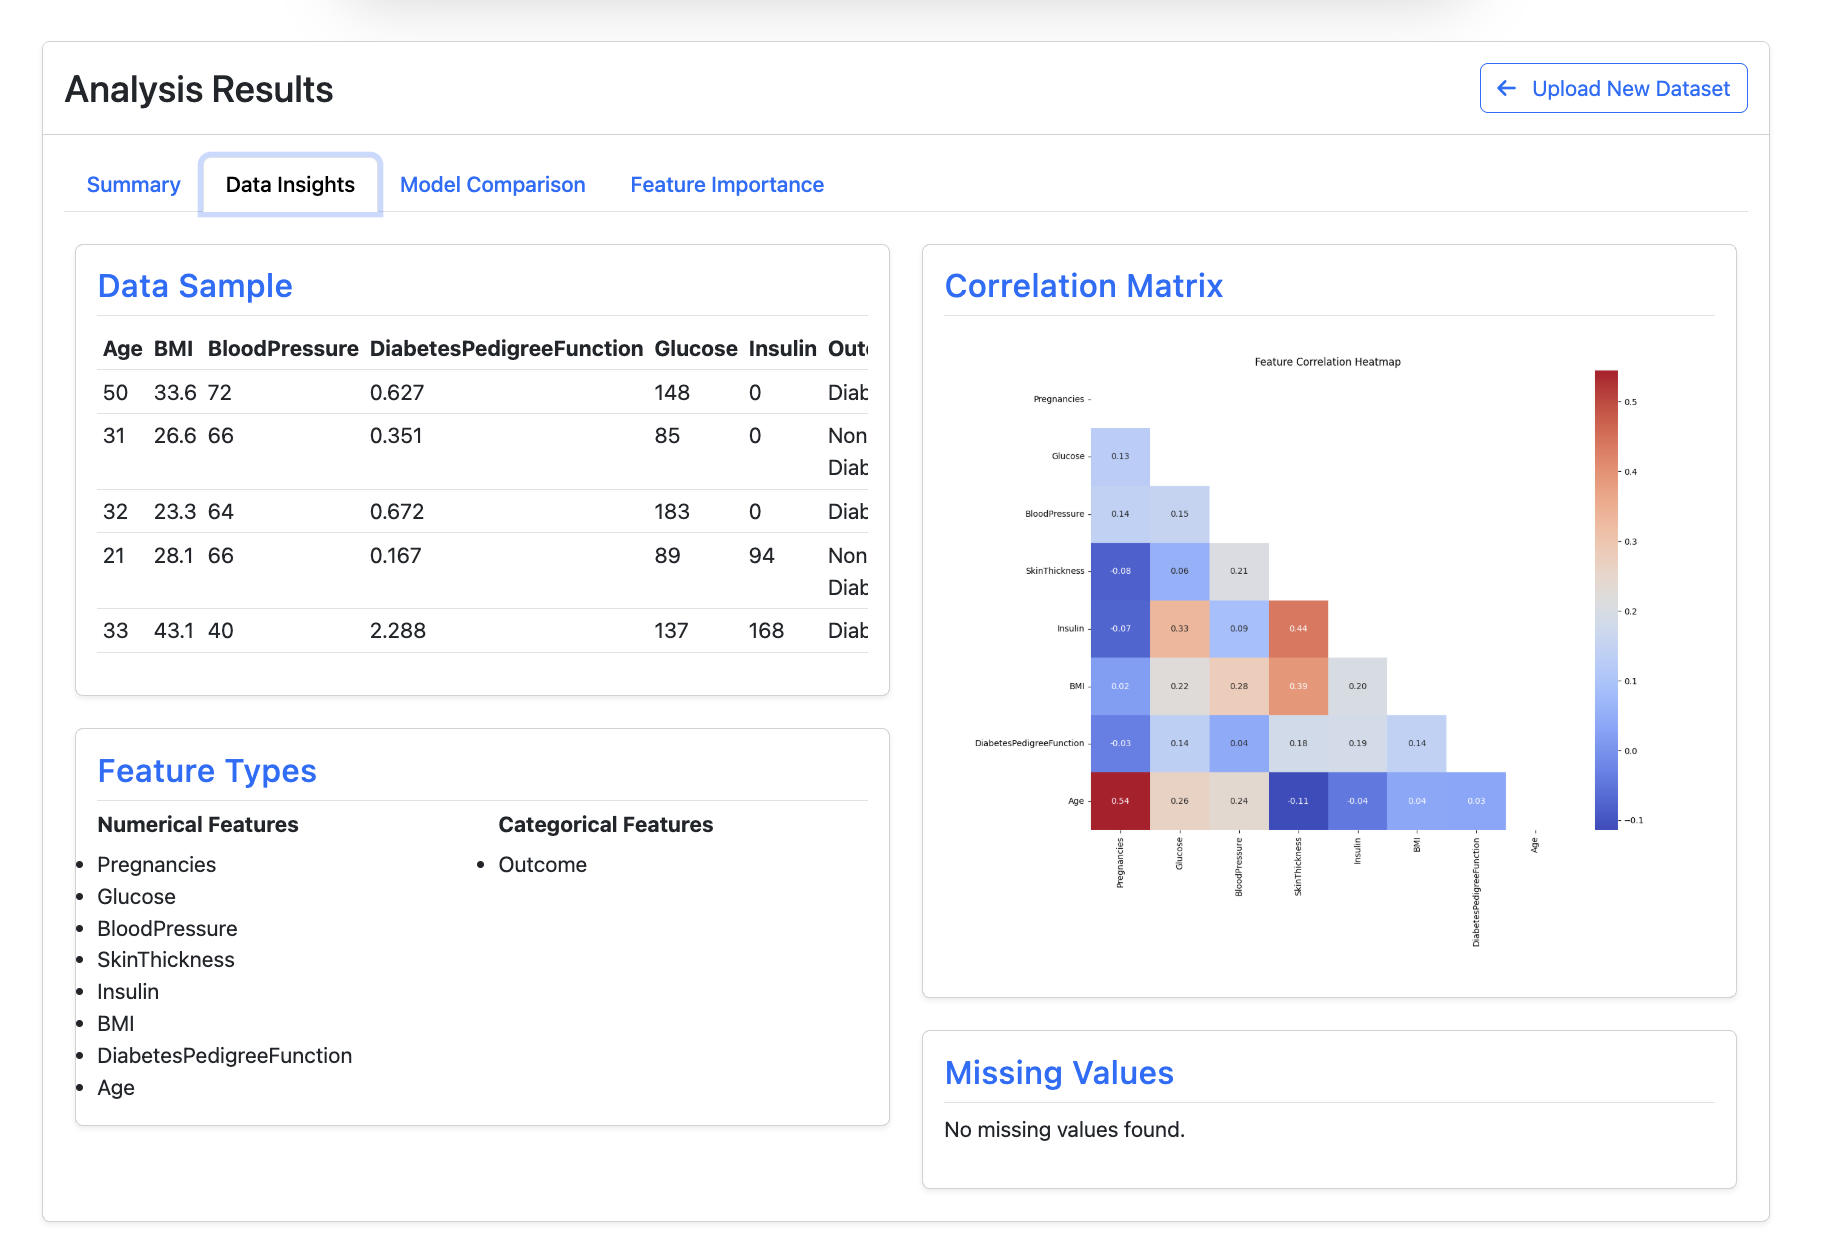 Analysis Results
← Upload New Dataset
Summary Data Insights Model Comparison Feature Importance
Data Sample
Age BMI BloodPressure DiabetesPedigreeFunction Glucose Insulin Out
50 33.6 72 0.627 148 0 Diab
31 26.6 66 0.351 85 0 Non
Diab
32 23.3 64 0.672 183 0 Diab
21 28.1 66 0.167 89 94 Non
Diab
33 43.1 40 2.288 137 168 Diab
Feature Types
Numerical Features
• Pregnancies
• Glucose
• BloodPressure
• SkinThickness
• Insulin
• BMI
• DiabetesPedigreeFunction
• Age
Categorical Features
• Outcome
Correlation Matrix
Feature Correlation Heatmap
Pregnancies
Glucose 0.13
BloodPressure 0.14 0.15
SkinThickness -0.08 0.06 0.21
Insulin -0.07 0.33 0.09 0.44
BMI 0.02 0.22 0.28 0.39 0.20
DiabetesPedigreeFunction -0.03 0.14 0.04 0.18 0.19 0.14
Age 0.54 0.26 0.24 -0.11 -0.04 0.04 0.03
Pregnancies
Glucose
BloodPressure
SkinThickness
Insulin
BMI
DiabetesPedigreeFunction
Age
0.5
0.4
0.3
0.2
0.1
0.0
−0.1
Missing Values
No missing values found.